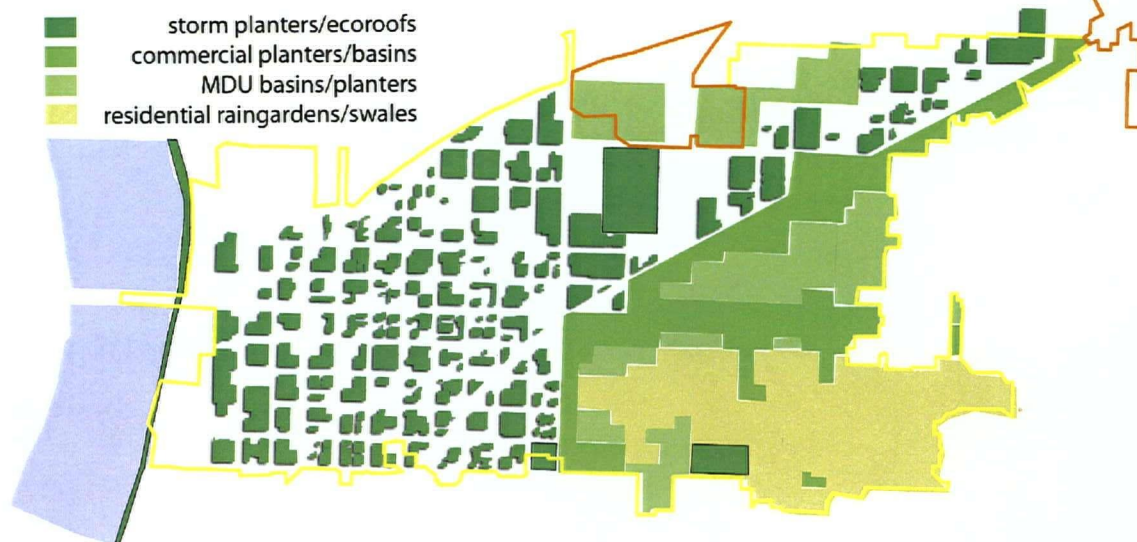 storm planters/ecoroofs
commercial planters/basins
MDU basins/planters
residential raingardens/swales